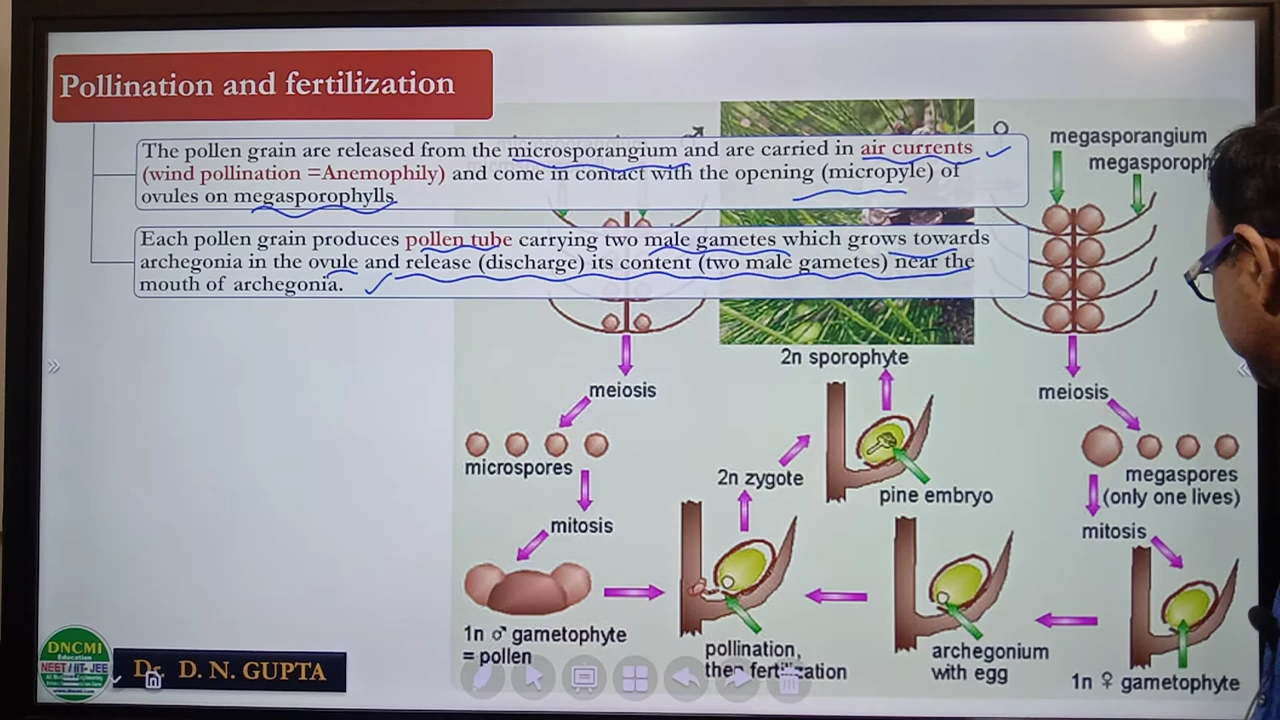 Pollination and fertilization
The pollen grain are released from the microsporangium and are carried in air currents
(wind pollination =Anemophily) and come in contact with the opening (micropyle) of
ovules on megasporophylls
Each pollen grain produces pollen tube carrying two male gametes which grows towards
archegonia in the ovule and release (discharge) its content (two male gametes) near the
mouth of archegonia.
megasporangium
megasporoph
2n sporophyte
meiosis
meiosis
microspores
2n zygote
pine embryo
megaspores
(only one lives)
mitosis
mitosis
1n ♂ gametophyte
= pollen
pollination,
then fertilization
archegonium
with egg
1n ♀ gametophyte
DNCMI
Education
NEET / IIT- JEE
Dr. D. N. GUPTA